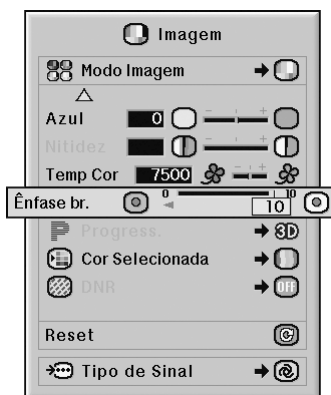 Imagem
Modo Imagem
Azul 0 - +
Nitidez - +
Temp Cor 7500 - +
Ênfase br. 0 10 10
Progress. 3D
Cor Selecionada
DNR OFF
Reset
Tipo de Sinal